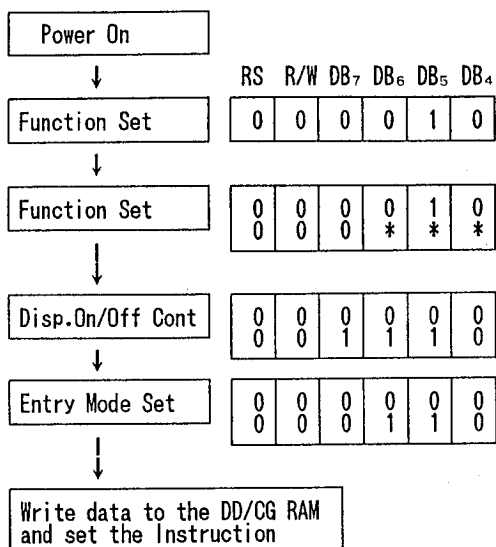 Power On
RS R/W DB₇ DB₆ DB₅ DB₄
Function Set 0 0 0 0 1 0
Function Set
0 0 0 0 1 0
0 0 0 * * *
Disp.On/Off Cont
0 0 0 0 0 0
0 0 1 1 1 0
Entry Mode Set
0 0 0 0 0 0
0 0 0 1 1 0
Write data to the DD/CG RAM
and set the Instruction